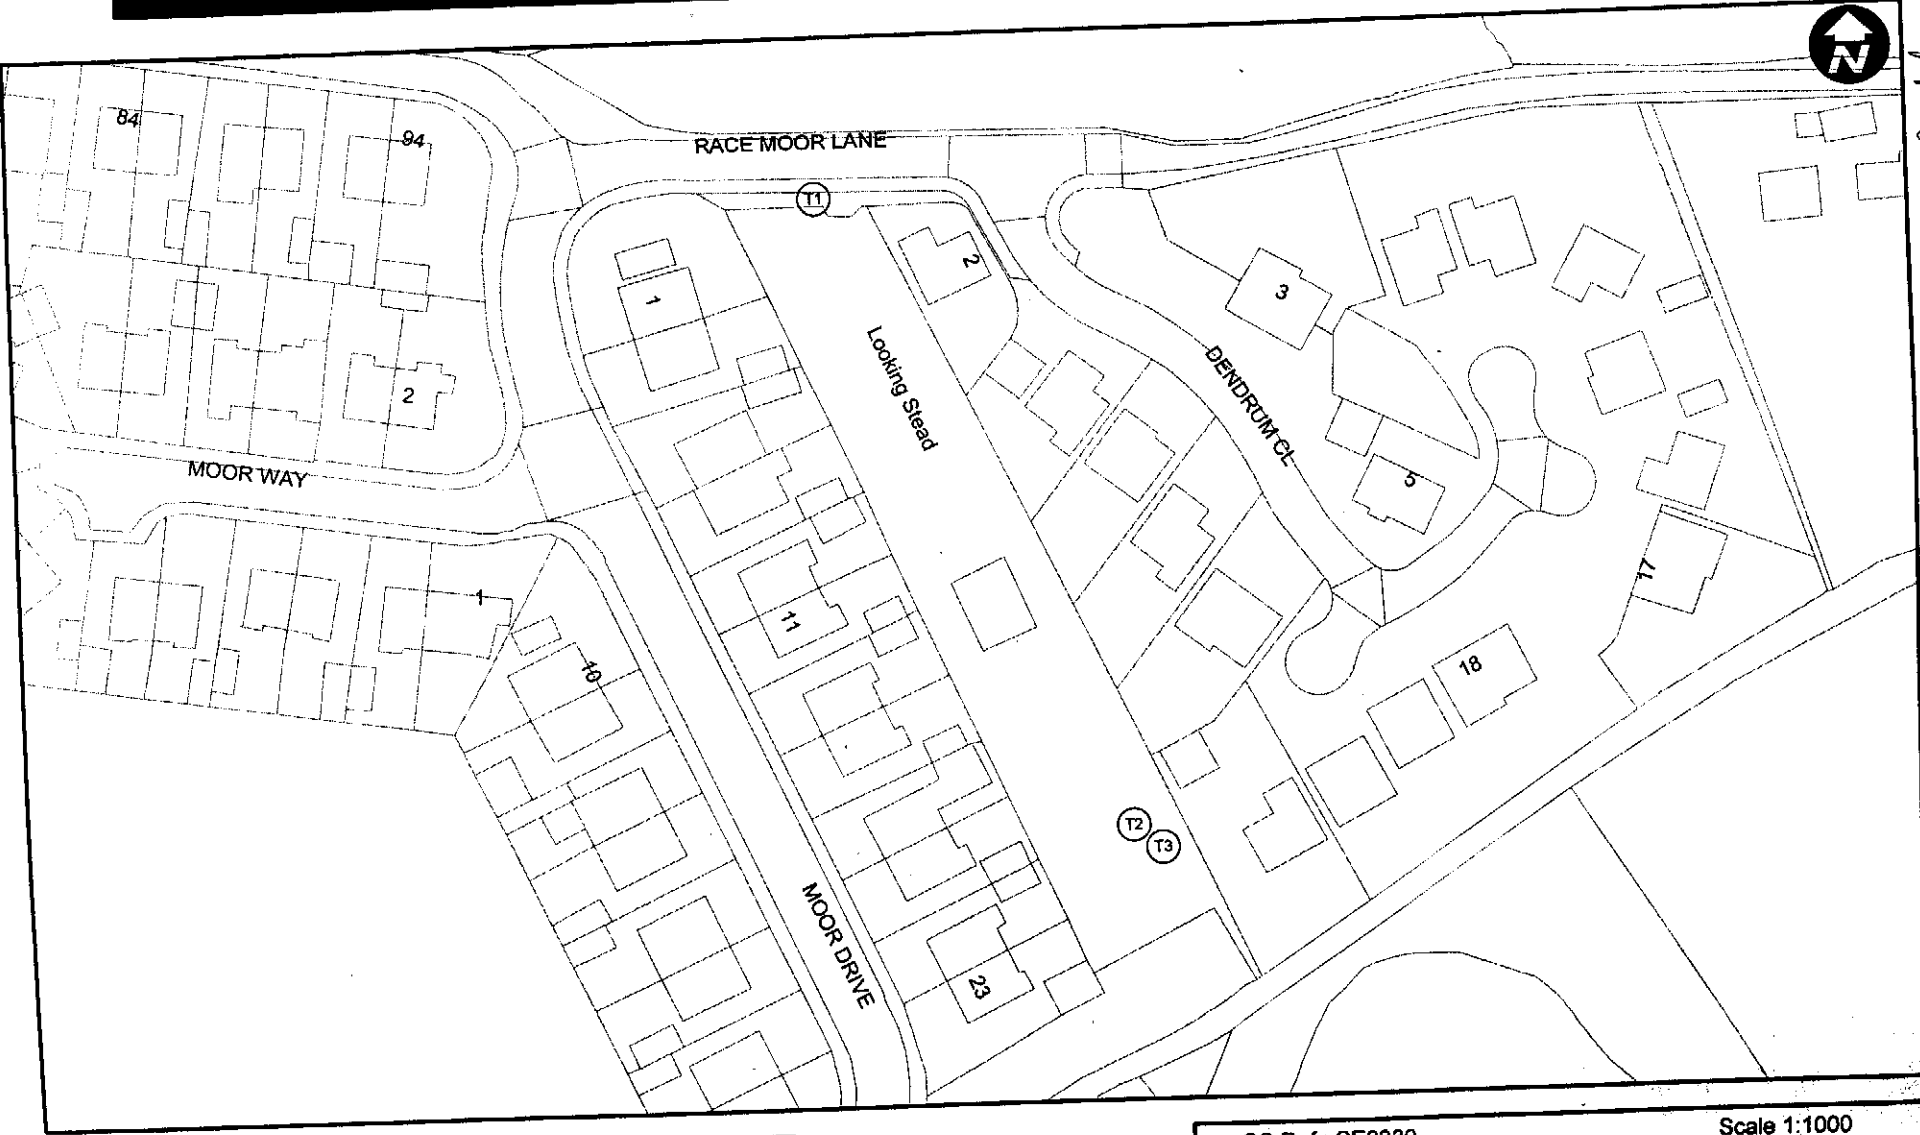 N
84
94
RACE MOOR LANE
T1
2
1
3
Looking Stead
DENDRUM CL
2
5
MOOR WAY
17
1
11
10
18
T2
T3
MOOR DRIVE
23
Scale 1:1000